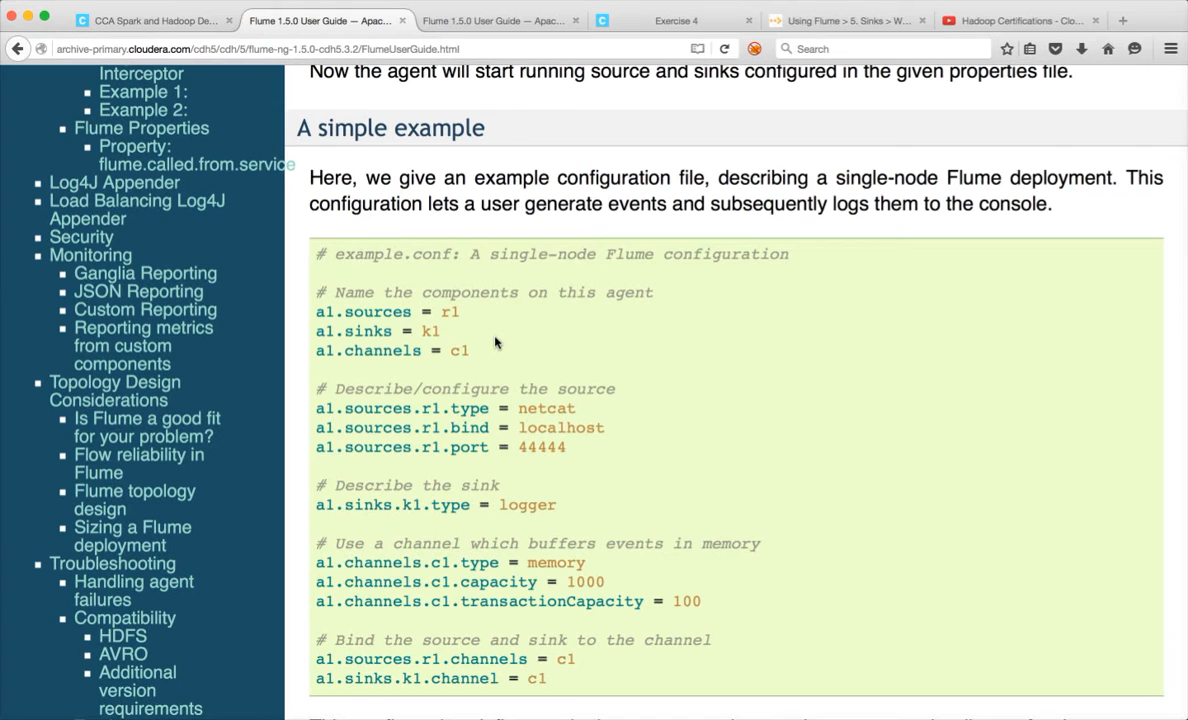 CCA Spark and Hadoop De...
Flume 1.5.0 User Guide — Apac...
Flume 1.5.0 User Guide — Apac...
Exercise 4
Using Flume > 5. Sinks > W...
Hadoop Certifications - Clo...
archive-primary.cloudera.com/cdh5/cdh/5/flume-ng-1.5.0-cdh5.3.2/FlumeUserGuide.html
Search
Interceptor
Example 1:
Example 2:
Flume Properties
Property:
flume.called.from.service
Log4J Appender
Load Balancing Log4J
Appender
Security
Monitoring
Ganglia Reporting
JSON Reporting
Custom Reporting
Reporting metrics
from custom
components
Topology Design
Considerations
Is Flume a good fit
for your problem?
Flow reliability in
Flume
Flume topology
design
Sizing a Flume
deployment
Troubleshooting
Handling agent
failures
Compatibility
HDFS
AVRO
Additional
version
requirements
Now the agent will start running source and sinks configured in the given properties file.
A simple example
Here, we give an example configuration file, describing a single-node Flume deployment. This
configuration lets a user generate events and subsequently logs them to the console.
# example.conf: A single-node Flume configuration
# Name the components on this agent
a1.sources = r1
a1.sinks = k1
a1.channels = c1
# Describe/configure the source
a1.sources.r1.type = netcat
a1.sources.r1.bind = localhost
a1.sources.r1.port = 44444
# Describe the sink
a1.sinks.k1.type = logger
# Use a channel which buffers events in memory
a1.channels.c1.type = memory
a1.channels.c1.capacity = 1000
a1.channels.c1.transactionCapacity = 100
# Bind the source and sink to the channel
a1.sources.r1.channels = c1
a1.sinks.k1.channel = c1